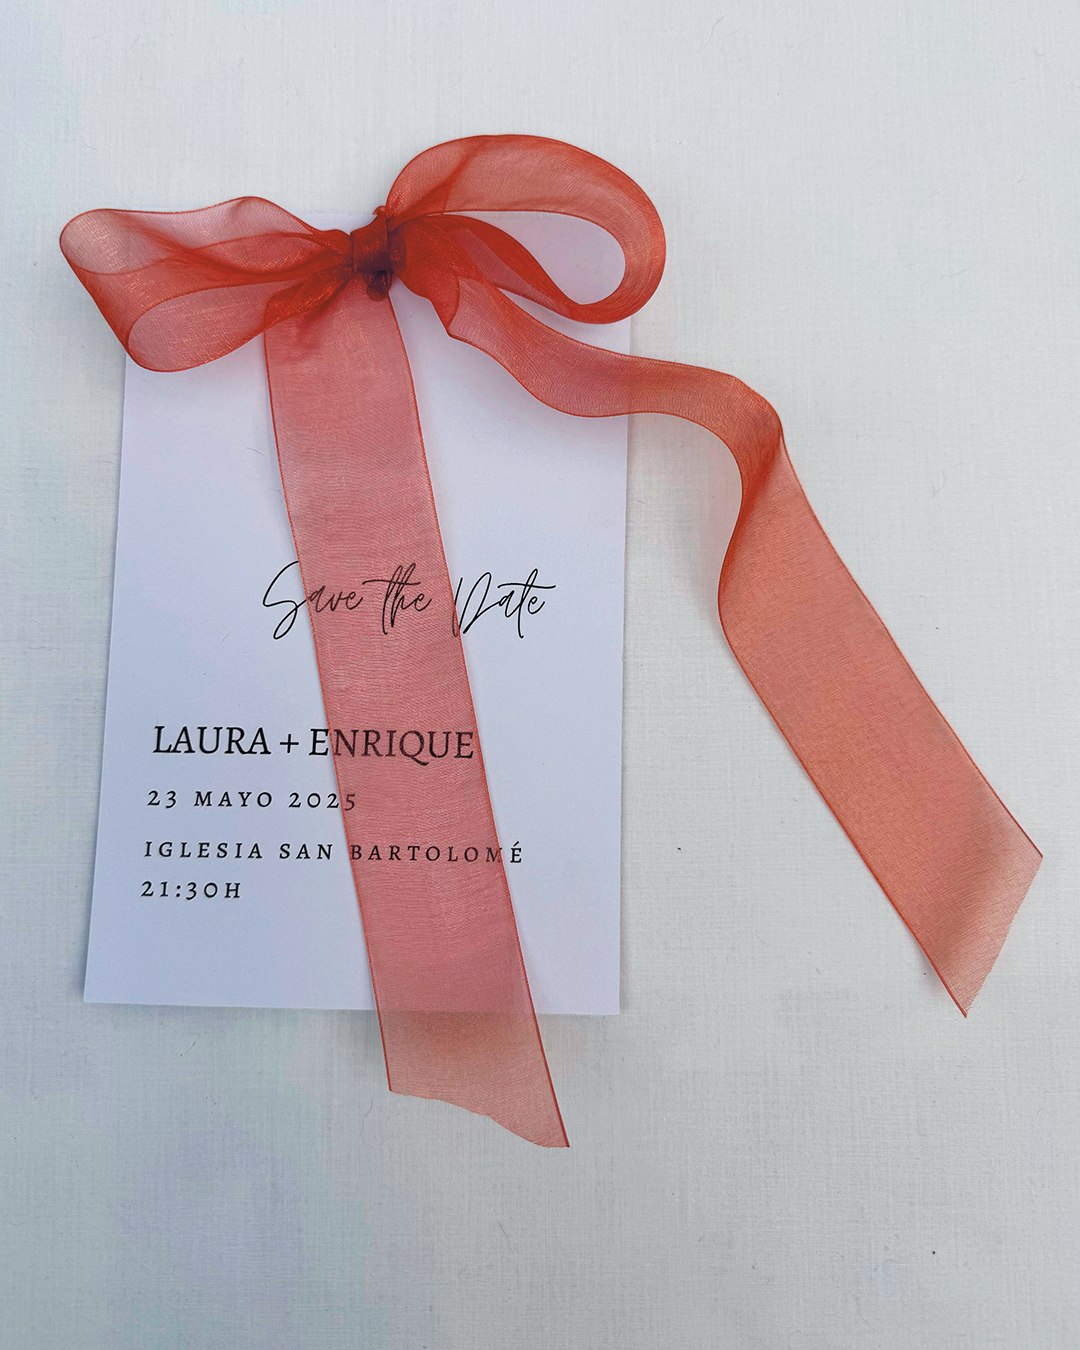 Save the Date
LAURA + ENRIQUE
23 MAYO 2025
IGLESIA SAN BARTOLOMÉ
21:30H